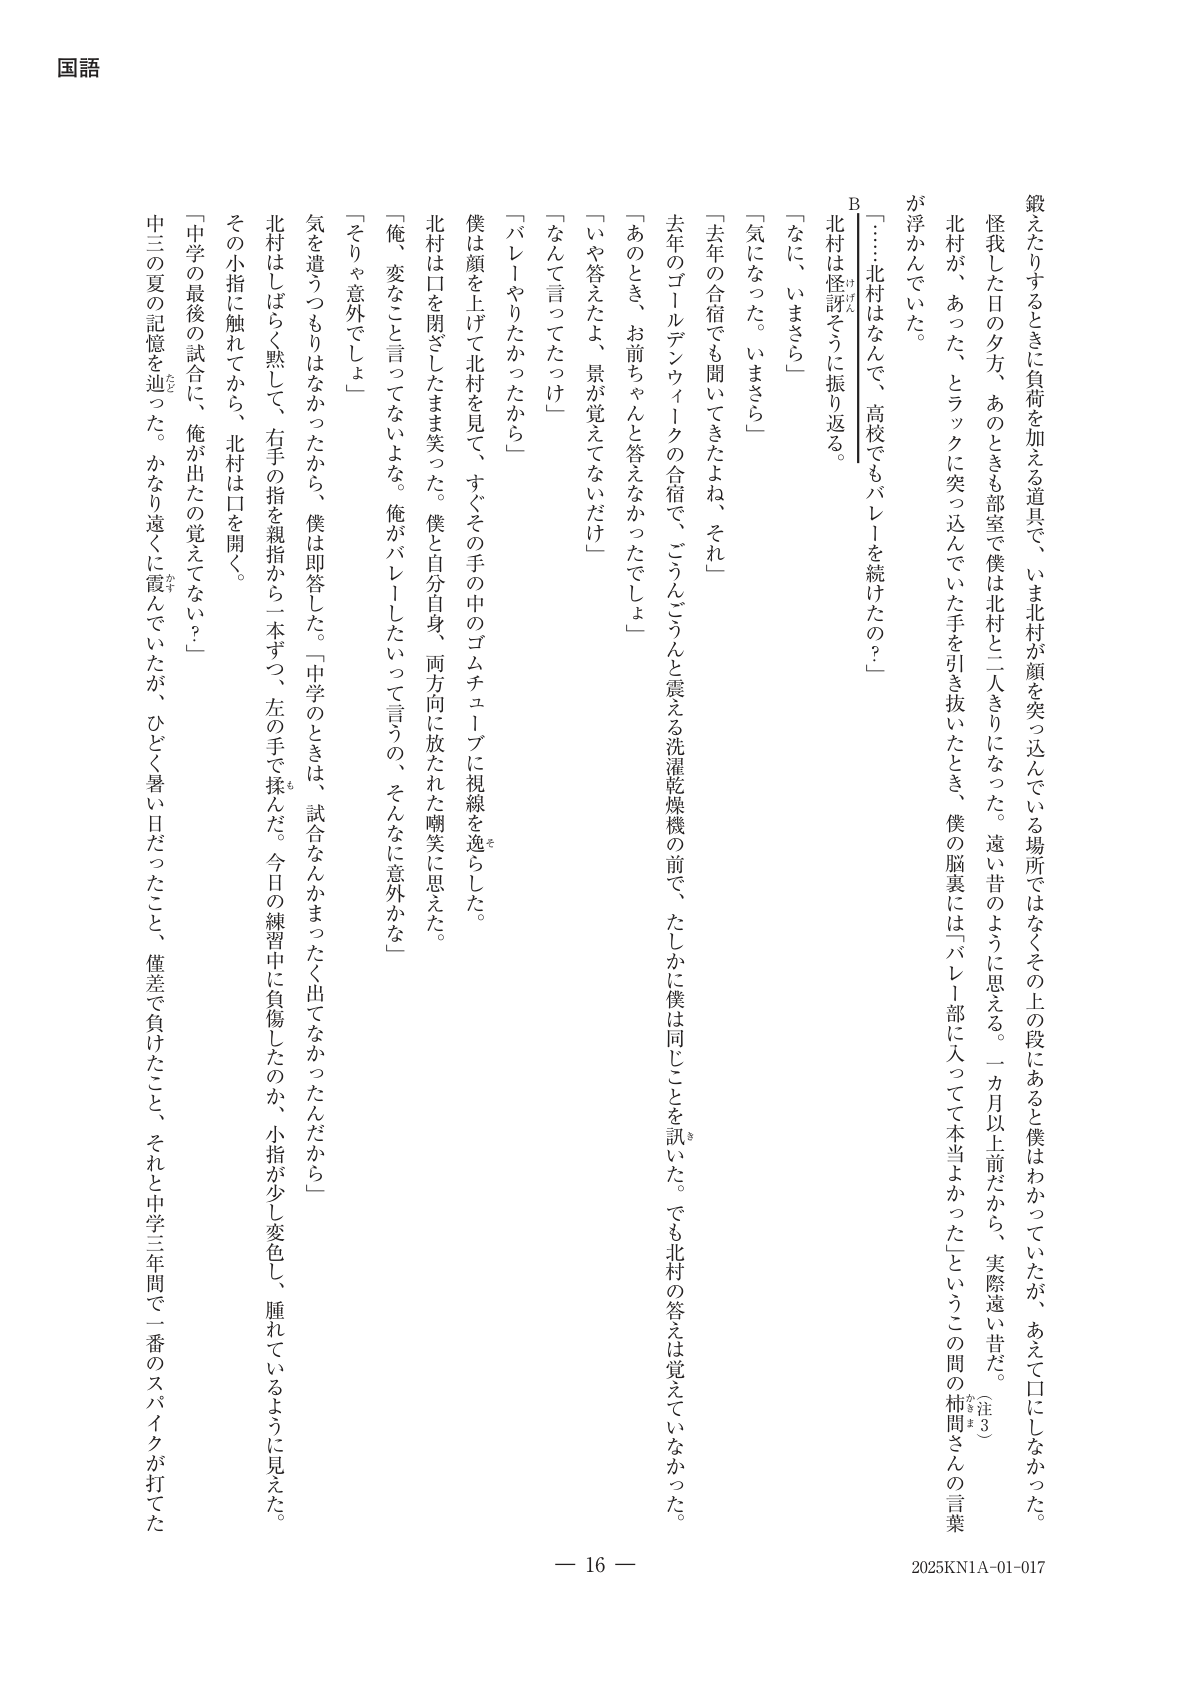 国語
鍛えたりするときに負荷を加える道具で、いま北村が顔を突っ込んでいる場所ではなくその上の段にあると僕はわかっていたが、あえて口にしなかった。
怪我した日の夕方、あのときも部室で僕は北村と二人きりになった。遠い昔のように思える。一カ月以上前だから、実際遠い昔だ。
北村が、あった、とラックに突っ込んでいた手を引き抜いたとき、僕の脳裏には「バレー部に入ってて本当よかった」というこの間の柿間さんの言葉
かきま
(注3)
が浮かんでいた。
「……北村はなんで、高校でもバレーを続けたの？」
B
北村は怪訝そうに振り返る。
けげん
「なに、いまさら」
「気になった。いまさら」
「去年の合宿でも聞いてきたよね、それ」
去年のゴールデンウィークの合宿で、ごうんごうんと震える洗濯乾燥機の前で、たしかに僕は同じことを訊いた。でも北村の答えは覚えていなかった。
き
「あのとき、お前ちゃんと答えなかったでしょ」
「いや答えたよ、景が覚えてないだけ」
「なんて言ってたっけ」
「バレーやりたかったから」
僕は顔を上げて北村を見て、すぐその手の中のゴムチューブに視線を逸らした。
そ
北村は口を閉ざしたまま笑った。僕と自分自身、両方向に放たれた嘲笑に思えた。
「俺、変なこと言ってないよな。俺がバレーしたいって言うの、そんなに意外かな」
「そりゃ意外でしょ」
気を遣うつもりはなかったから、僕は即答した。「中学のときは、試合なんかまったく出てなかったんだから」
北村はしばらく黙して、右手の指を親指から一本ずつ、左の手で揉んだ。今日の練習中に負傷したのか、小指が少し変色し、腫れているように見えた。
も
その小指に触れてから、北村は口を開く。
「中学の最後の試合に、俺が出たの覚えてない？」
中三の夏の記憶を辿った。かなり遠くに霞んでいたが、ひどく暑い日だったこと、僅差で負けたこと、それと中学三年間で一番のスパイクが打てた
たど
かす
― 16 ―
2025KN1A-01-017